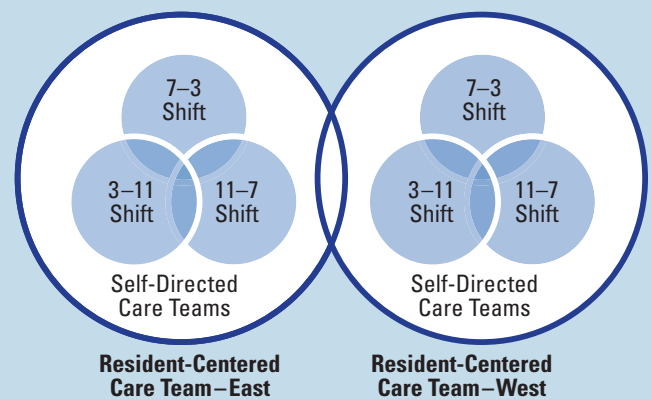 7–3
Shift
3–11
Shift
11–7
Shift
Self-Directed
Care Teams
Resident-Centered
Care Team–East
7–3
Shift
3–11
Shift
11–7
Shift
Self-Directed
Care Teams
Resident-Centered
Care Team–West